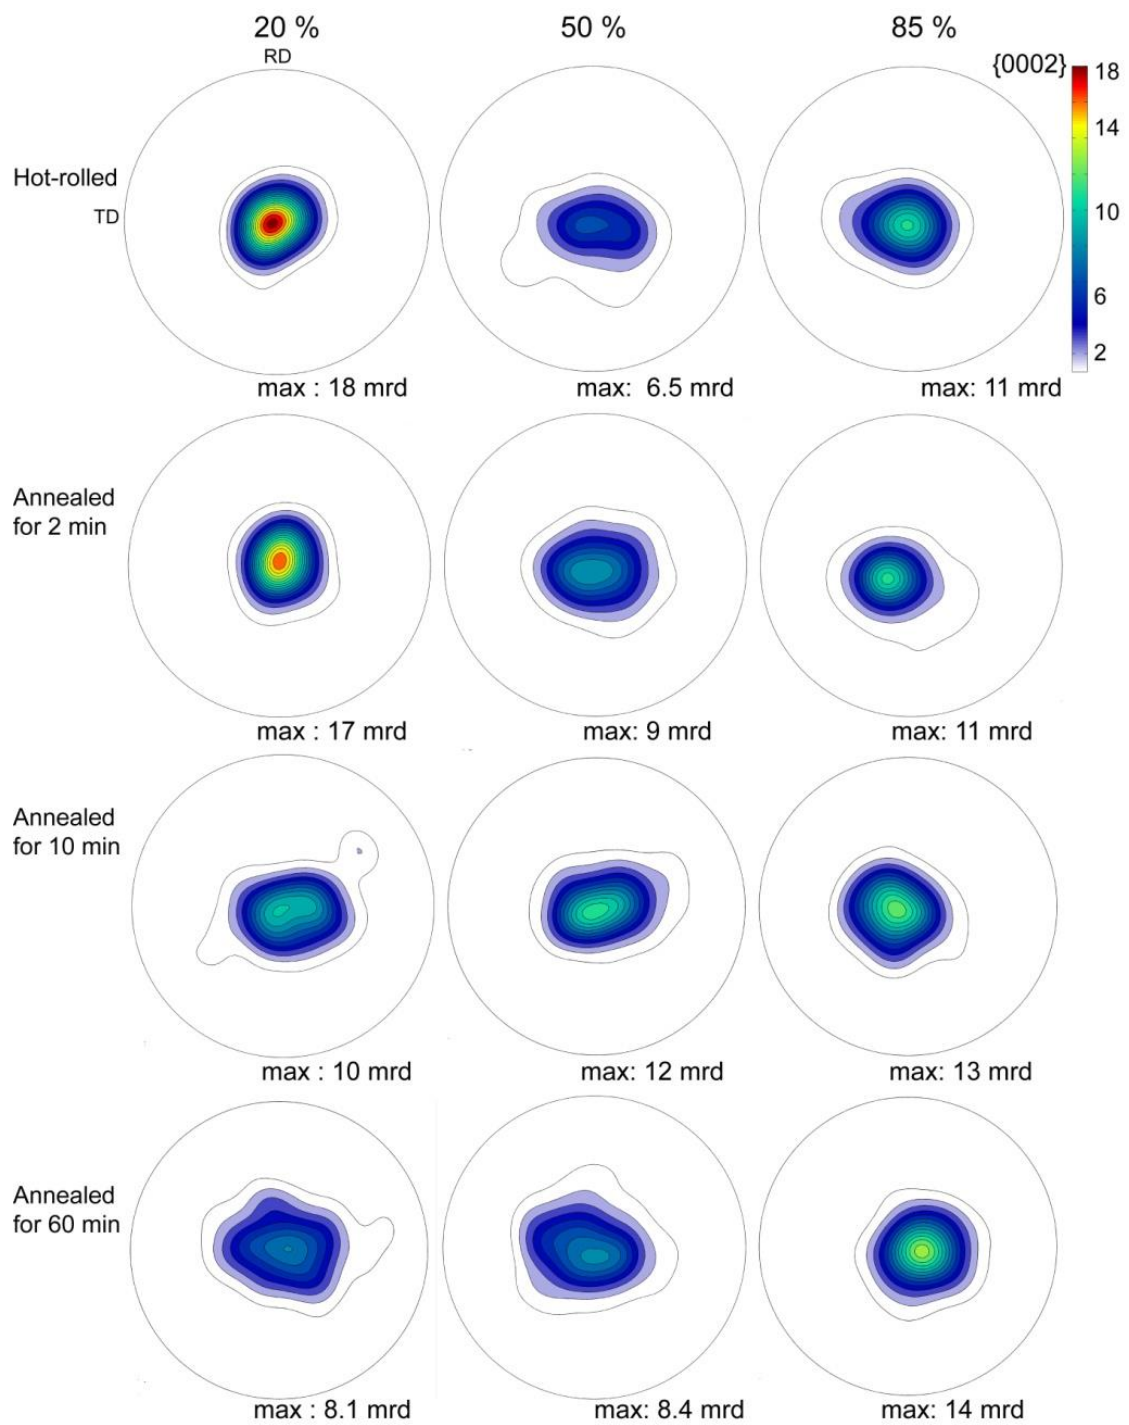 20 %
50 %
85 %
RD
{0002}
18
14
10
6
2
Hot-rolled
TD
max : 18 mrd
max: 6.5 mrd
max: 11 mrd
Annealed
for 2 min
max : 17 mrd
max: 9 mrd
max: 11 mrd
Annealed
for 10 min
max : 10 mrd
max: 12 mrd
max: 13 mrd
Annealed
for 60 min
max : 8.1 mrd
max: 8.4 mrd
max: 14 mrd